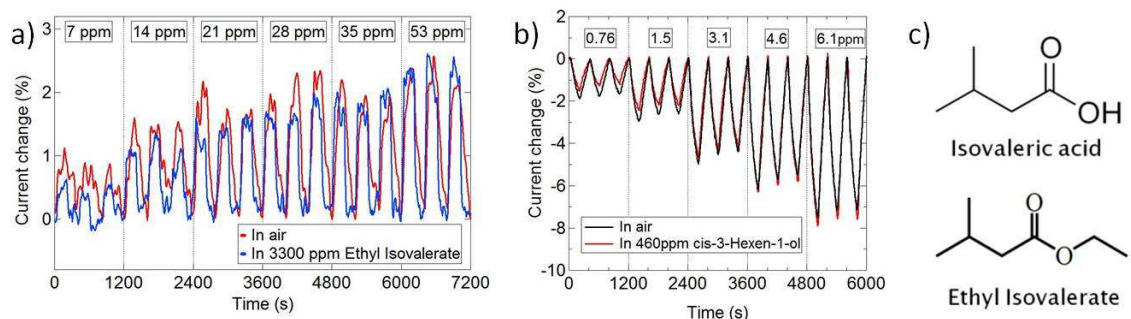 a)
7 ppm 14 ppm 21 ppm 28 ppm 35 ppm 53 ppm
Current change (%)
3
2
1
0
In air
In 3300 ppm Ethyl Isovalerate
0 1200 2400 3600 4800 6000 7200
Time (s)
b)
0.76 1.5 3.1 4.6 6.1ppm
Current change (%)
0
-2
-4
-6
-8
-10
In air
In 460ppm cis-3-Hexen-1-ol
0 1200 2400 3600 4800 6000
Time (s)
c)
O
OH
Isovaleric acid
O
O
Ethyl Isovalerate